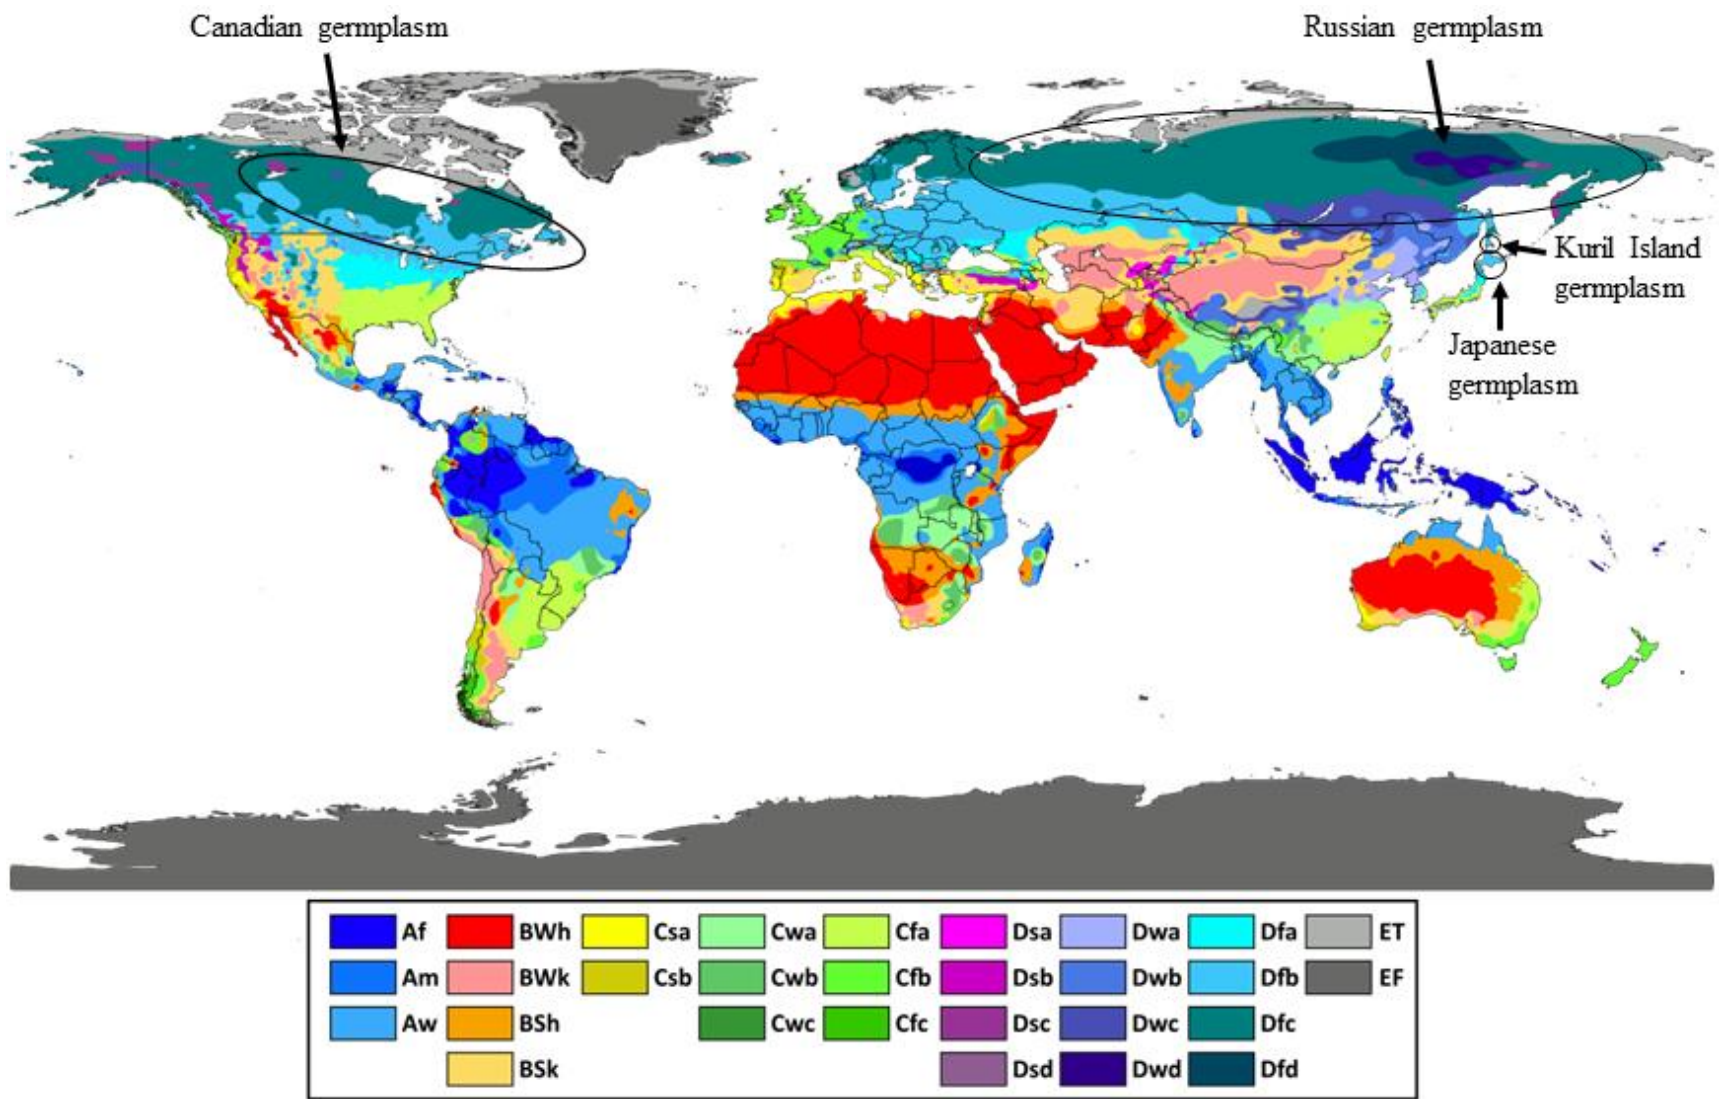 Canadian germplasm
Russian germplasm
Kuril Island
germplasm
Japanese
germplasm
Af BWh Csa Cwa Cfa Dsa Dwa Dfa ET
Am BWk Csb Cwb Cfb Dsb Dwb Dfb EF
Aw BSh Cwc Cfc Dsc Dwc Dfc
BSk Dsd Dwd Dfd